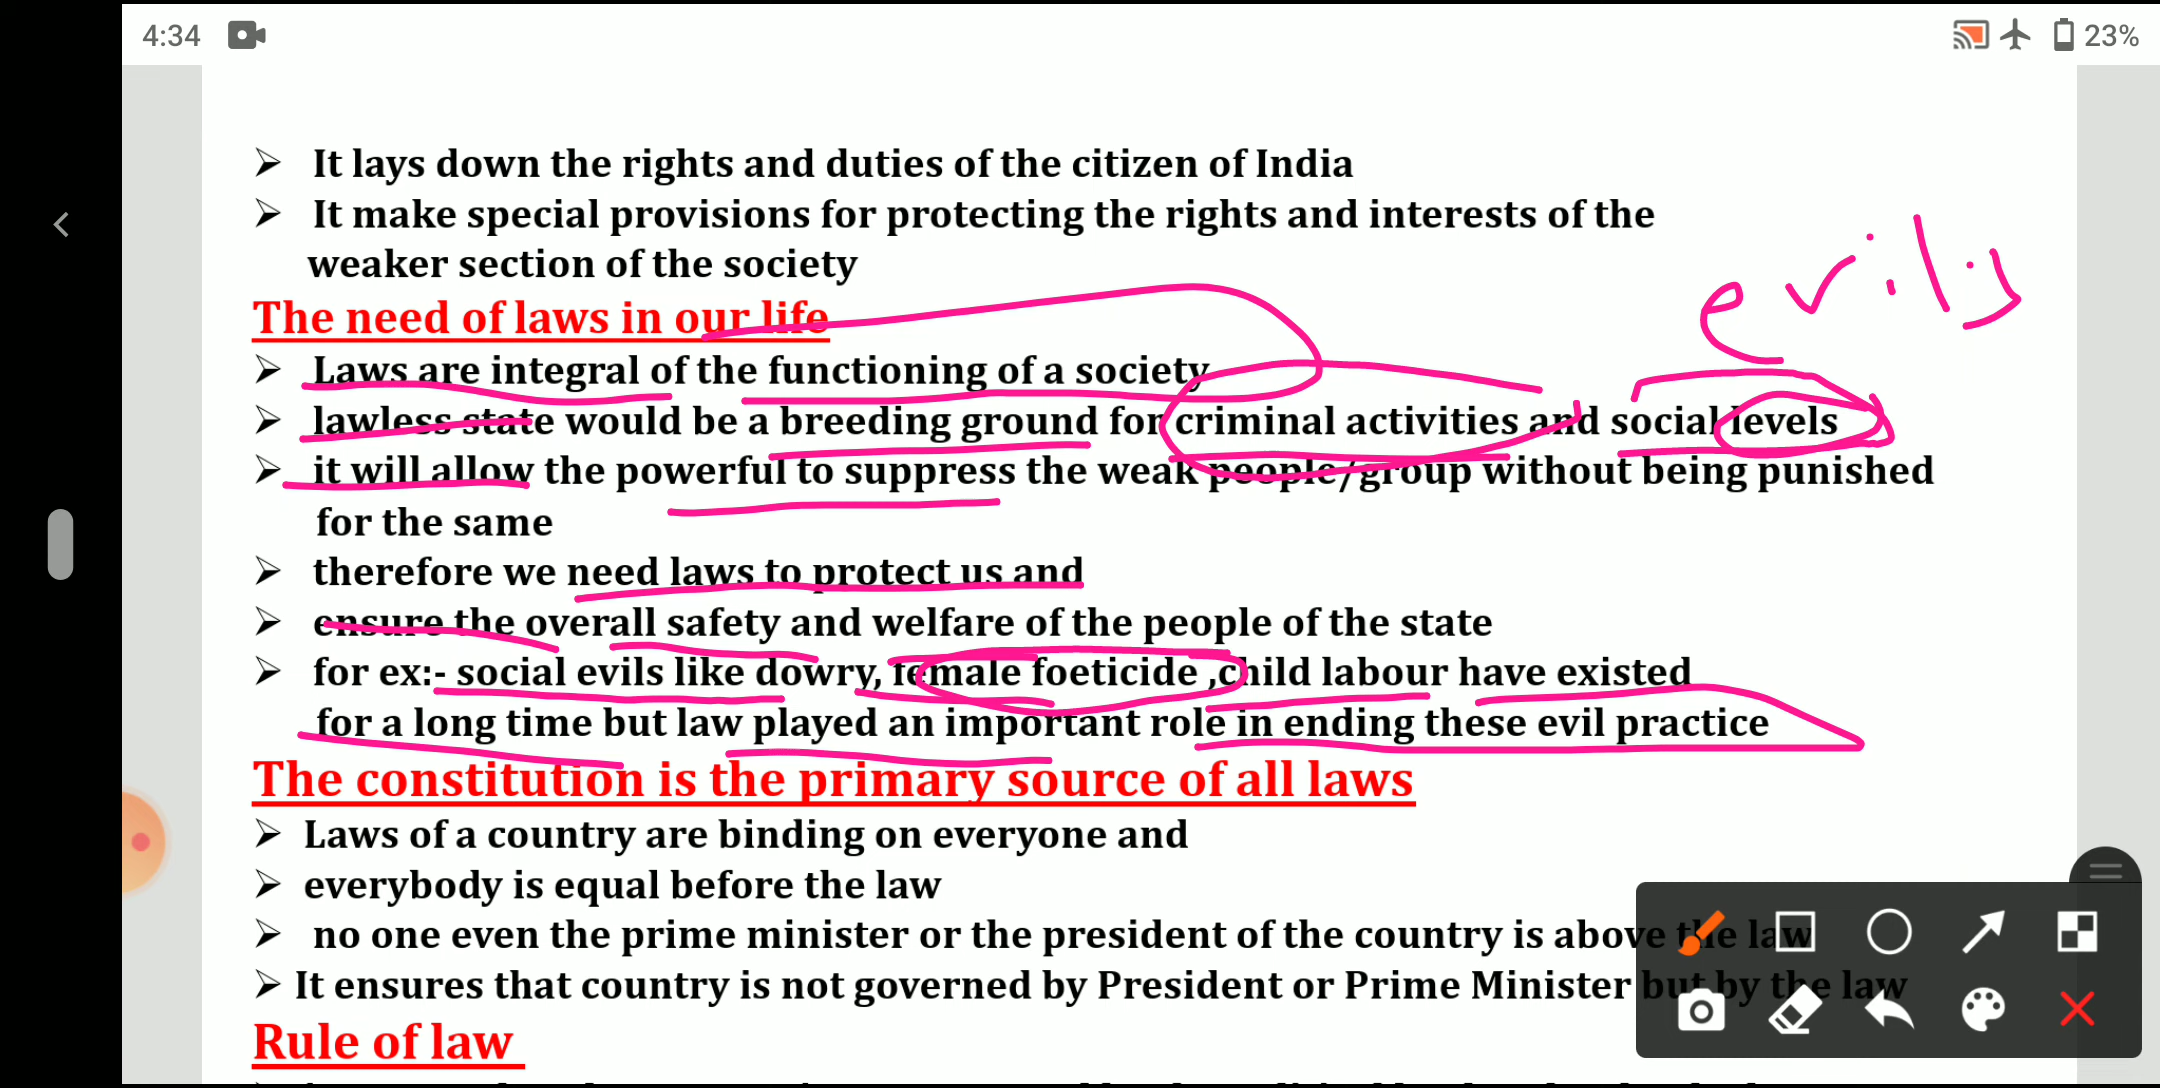 4:34
23%
➢ It lays down the rights and duties of the citizen of India
➢ It make special provisions for protecting the rights and interests of the
weaker section of the society
evils
The need of laws in our life
➢ Laws are integral of the functioning of a society
➢ lawless state would be a breeding ground for criminal activities and social levels
➢ it will allow the powerful to suppress the weak people/group without being punished
for the same
➢ therefore we need laws to protect us and
➢ ensure the overall safety and welfare of the people of the state
➢ for ex:- social evils like dowry, female foeticide ,child labour have existed
for a long time but law played an important role in ending these evil practice
The constitution is the primary source of all laws
➢ Laws of a country are binding on everyone and
➢ everybody is equal before the law
➢ no one even the prime minister or the president of the country is above the law
➢ It ensures that country is not governed by President or Prime Minister but by the law
Rule of law